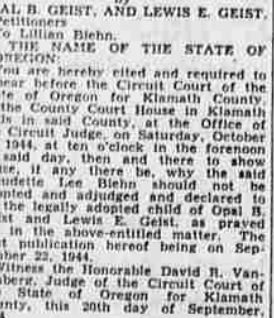 by
AL B. GEIST, AND LEWIS E. GEIST,
Petitioners
To Lillian Biehn.
THE NAME OF THE STATE OF
OREGON:
You are hereby cited and required to
pear before the Circuit Court of the
te of Oregon for Klamath County,
the County Court House in Klamath
ls in said County, at the Office of
Circuit Judge, on Saturday, October
1944, at ten o'clock in the forenoon
said day, then and there to show
use, if any there be, why the said
udette Lee Biehn should not be
pted and adjudged and declared to
the legally adopted child of Opal B.
ist and Lewis E. Geist, as prayed
in the above-entitled matter. The
st publication hereof being on Sep-
mber 22, 1944.
Witness the Honorable David R. Van-
nberg, Judge of the Circuit Court of
State of Oregon for Klamath
unty, this 20th day of September,